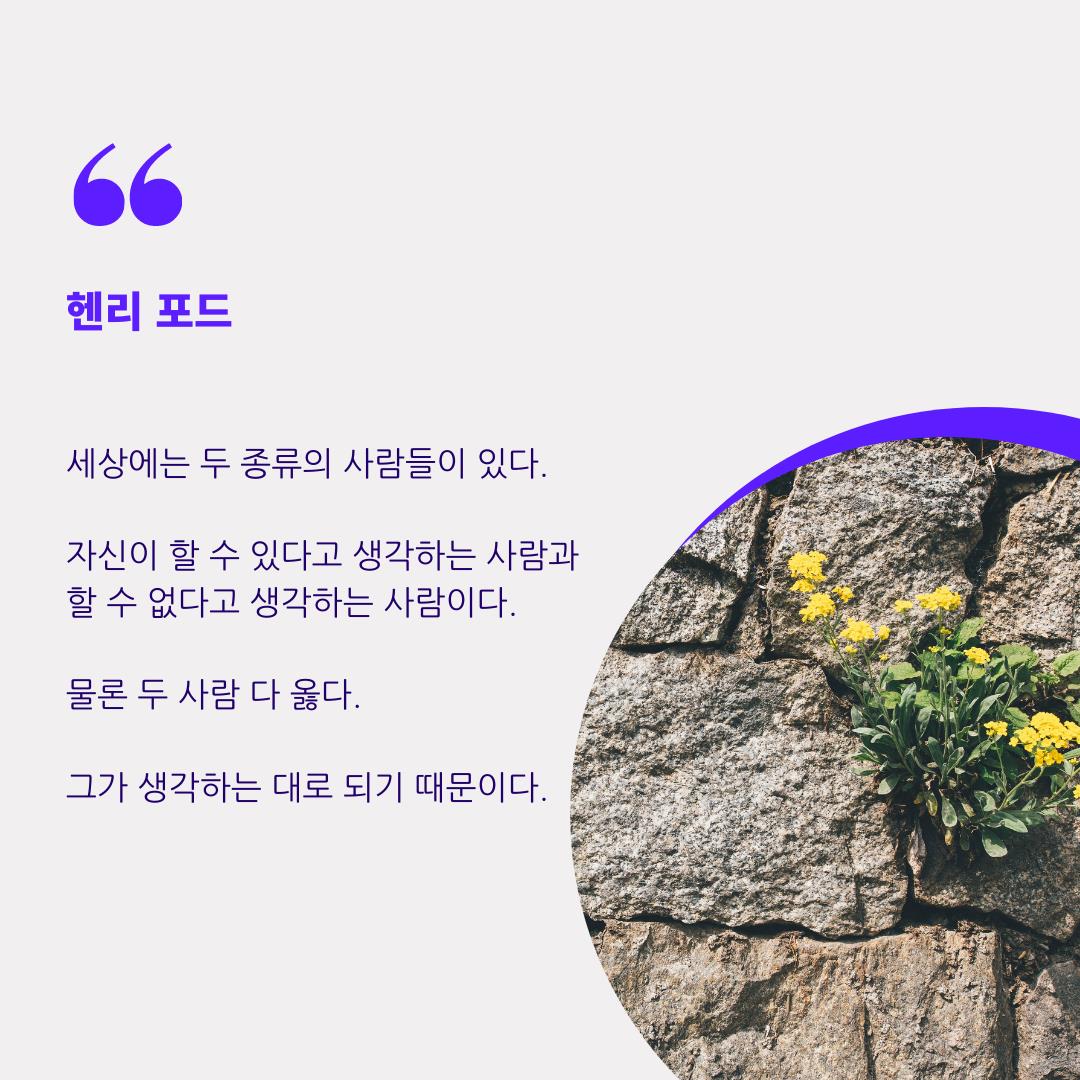 “
헨리 포드
세상에는 두 종류의 사람들이 있다.
자신이 할 수 있다고 생각하는 사람과
할 수 없다고 생각하는 사람이다.
물론 두 사람 다 옳다.
그가 생각하는 대로 되기 때문이다.